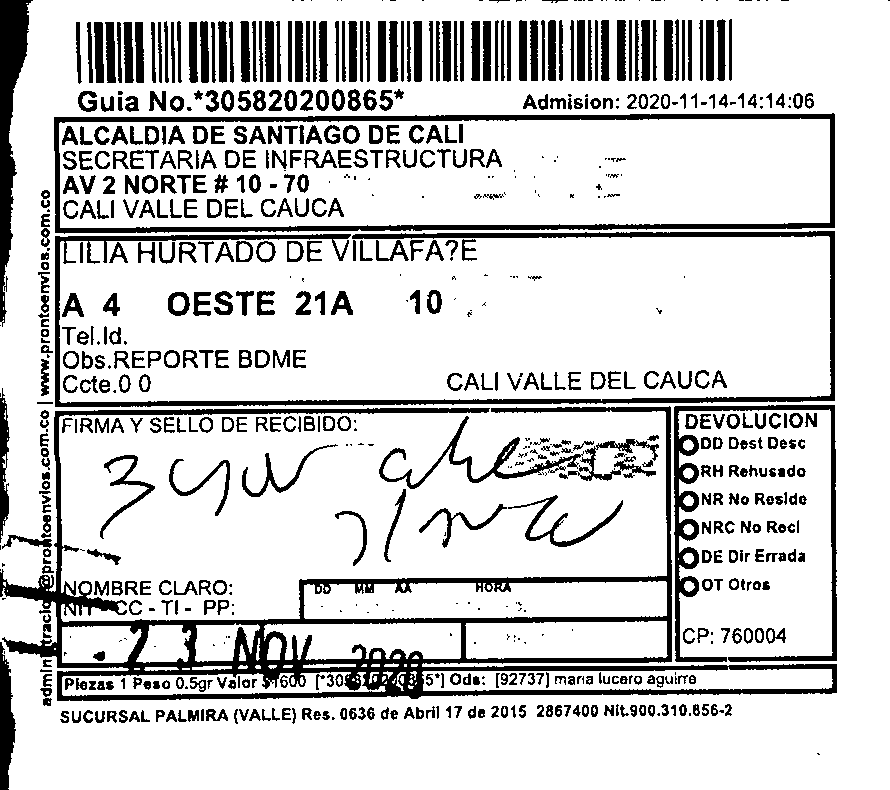 Guia No.*305820200865*
Admision: 2020-11-14-14:14:06
ALCALDIA DE SANTIAGO DE CALI
SECRETARIA DE INFRAESTRUCTURA
AV 2 NORTE # 10 - 70
CALI VALLE DEL CAUCA
LILIA HURTADO DE VILLAFA?E
A 4 OESTE 21A 10
Tel.Id.
Obs.REPORTE BDME
Ccte.0 0
CALI VALLE DEL CAUCA
www.prontoenvios.com.co
administracion@prontoenvios.com.co
FIRMA Y SELLO DE RECIBIDO:
NOMBRE CLARO:
NIT - CC - TI - PP:
DD MM AA HORA
23 NOV 2020
DEVOLUCION
DD Dest Desc
RH Rehusado
NR No Reside
NRC No Recl
DE Dir Errada
OT Otros
CP: 760004
Piezas 1 Peso 0.5gr Valor $1600 [*305820200865*] Ods: [92737] maria lucero aguirre
SUCURSAL PALMIRA (VALLE) Res. 0636 de Abril 17 de 2015 2867400 Nit.900.310.856-2